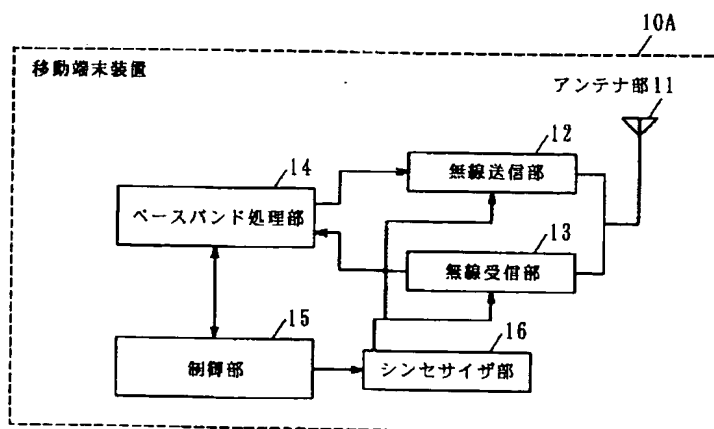 10A
移動端末装置
アンテナ部11
12
無線送信部
14
ベースバンド処理部
13
無線受信部
15
制御部
16
シンセサイザ部